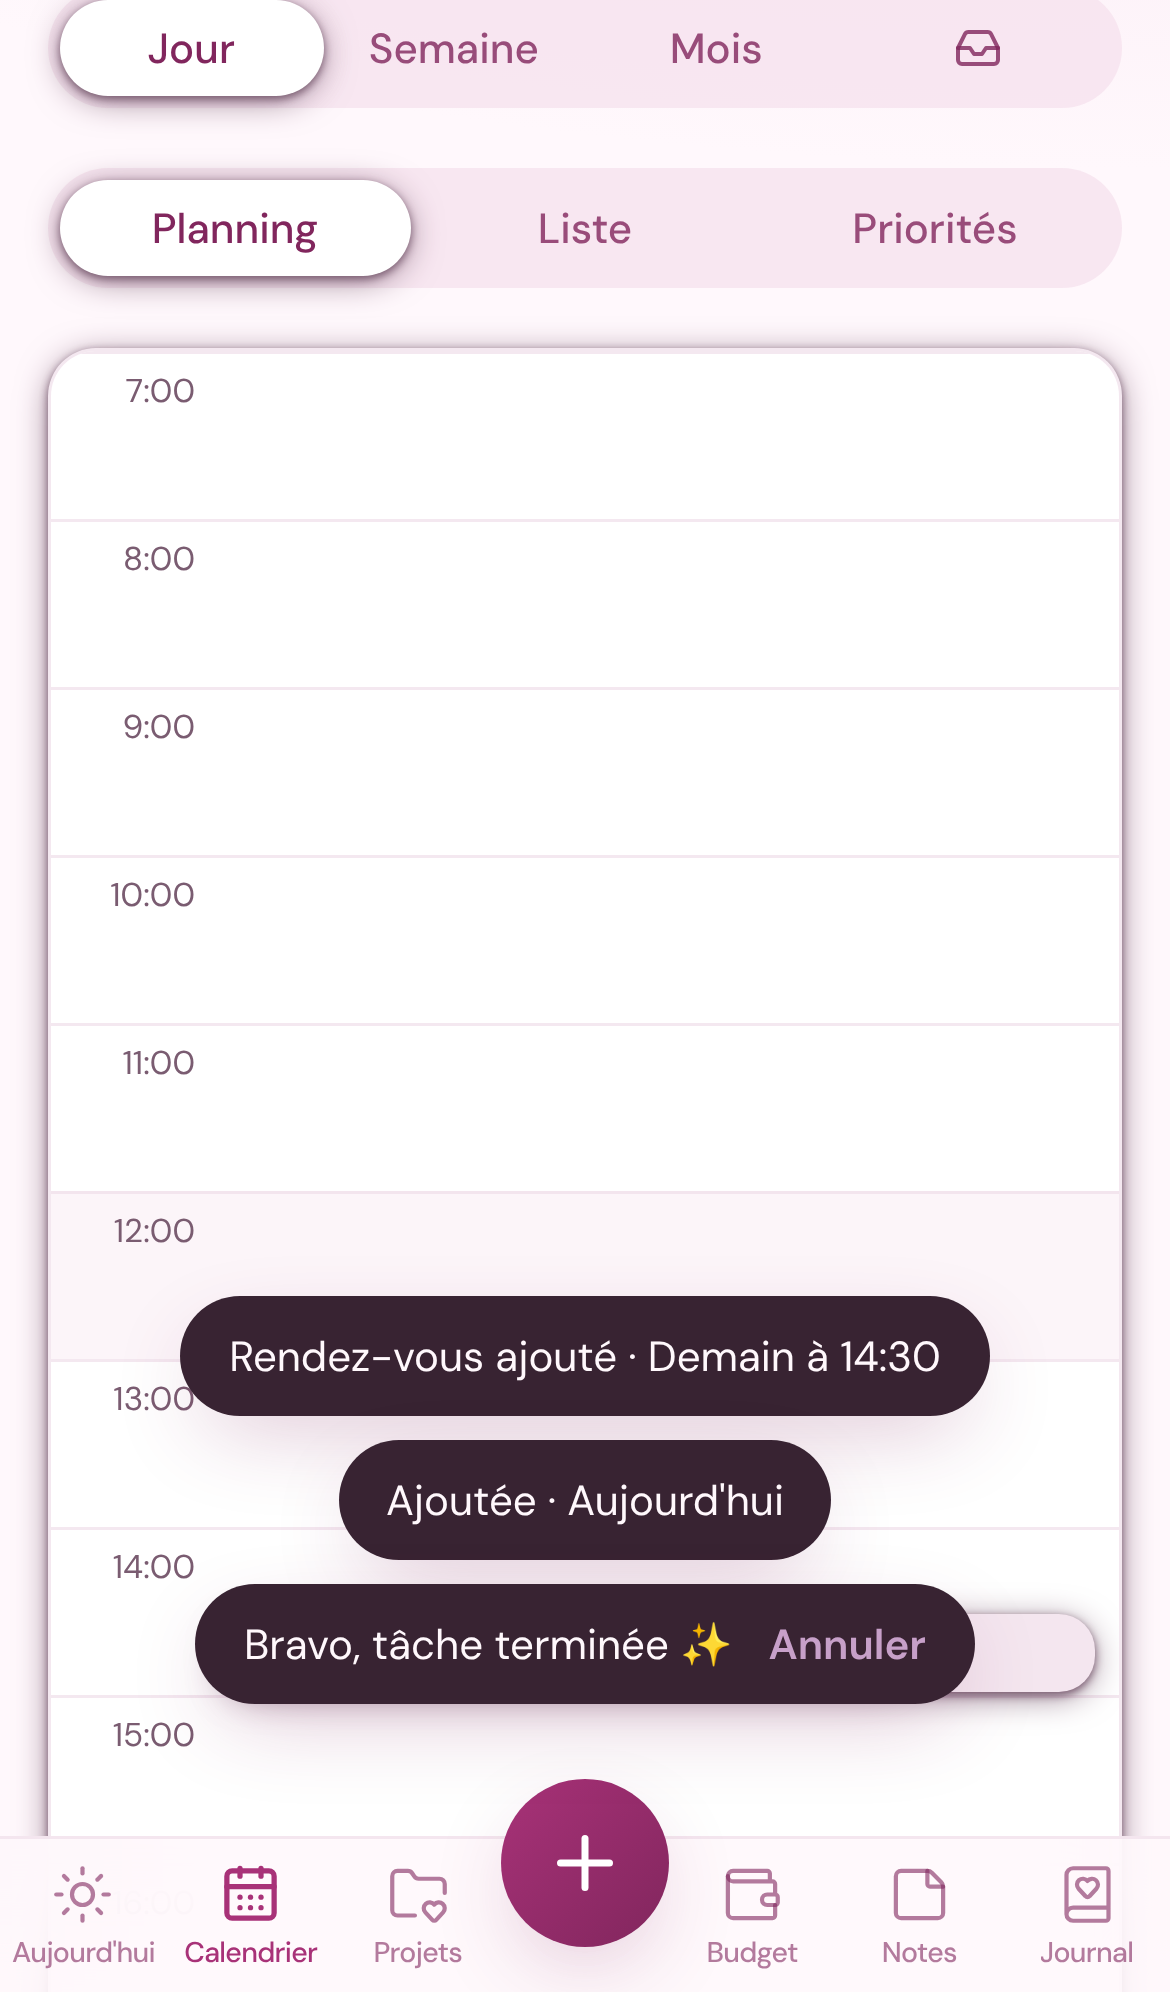 Jour Semaine Mois
Planning Liste Priorités
7:00
8:00
9:00
10:00
11:00
12:00
Rendez-vous ajouté · Demain à 14:30
13:00
Ajoutée · Aujourd'hui
14:00
Bravo, tâche terminée ✨ Annuler
15:00
16:00
Aujourd'hui Calendrier Projets Budget Notes Journal